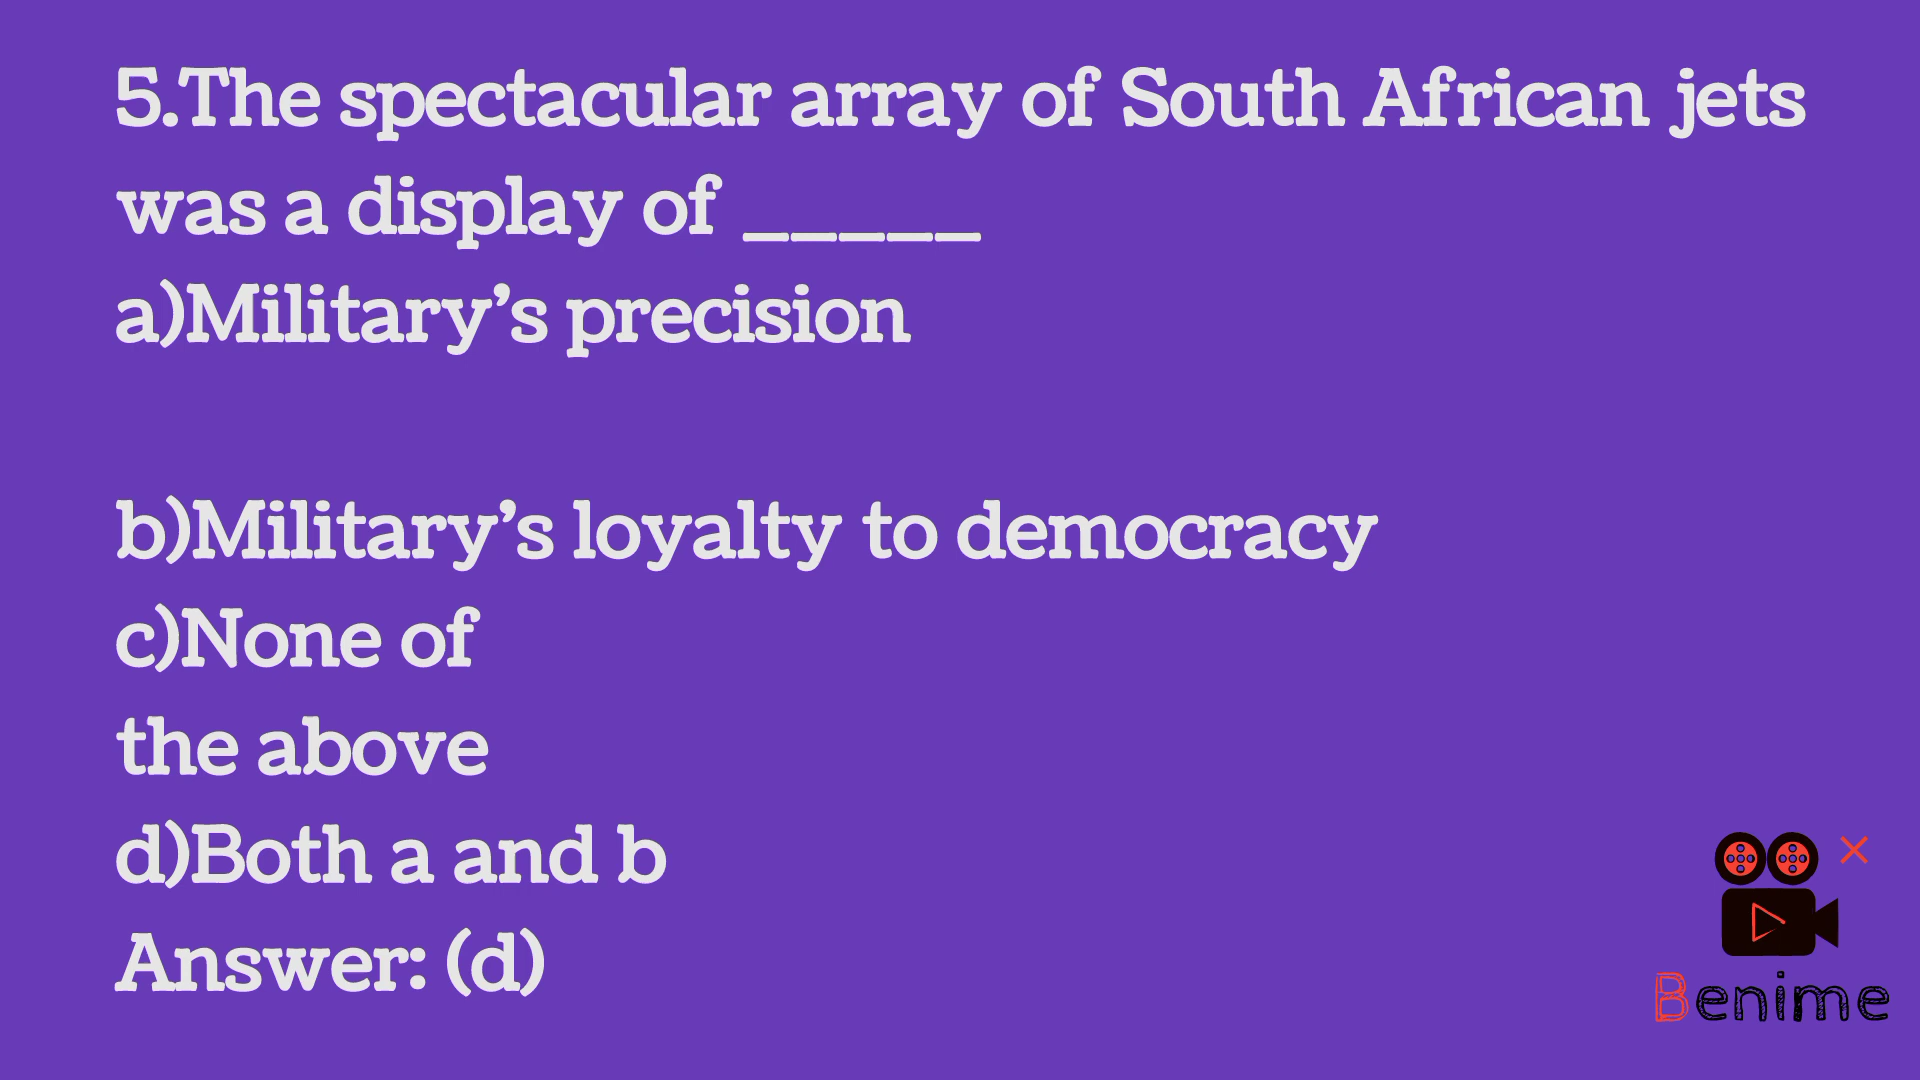 5.The spectacular array of South African jets
was a display of _____
a)Military’s precision
b)Military’s loyalty to democracy
c)None of
the above
d)Both a and b
Answer: (d)
Benime